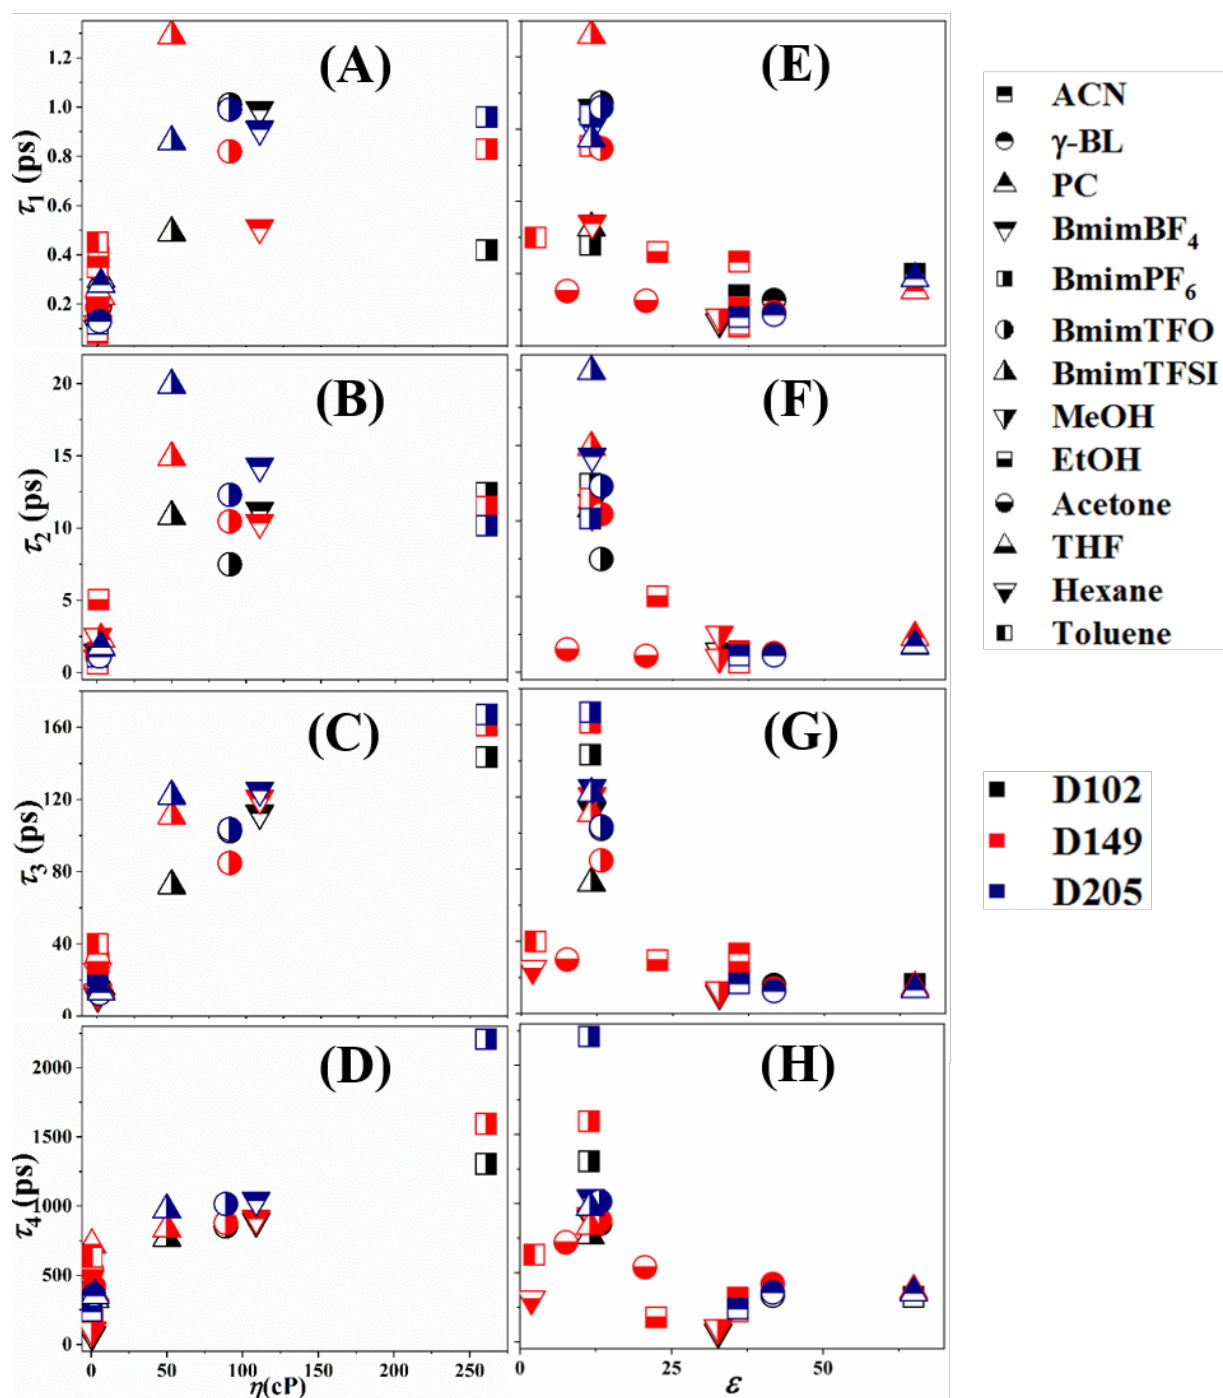 (A)
1.2
1.0
0.8
0.6
0.4
0.2
τ₁ (ps)
(E)
(B)
20
15
10
5
0
τ₂ (ps)
(F)
(C)
160
120
80
40
0
τ₃ (ps)
(G)
(D)
2000
1500
1000
500
0
τ₄ (ps)
(H)
0 50 100 150 200 250
η(cP)
0 25 50
ε
ACN
γ-BL
PC
BmimBF₄
BmimPF₆
BmimTFO
BmimTFSI
MeOH
EtOH
Acetone
THF
Hexane
Toluene
D102
D149
D205